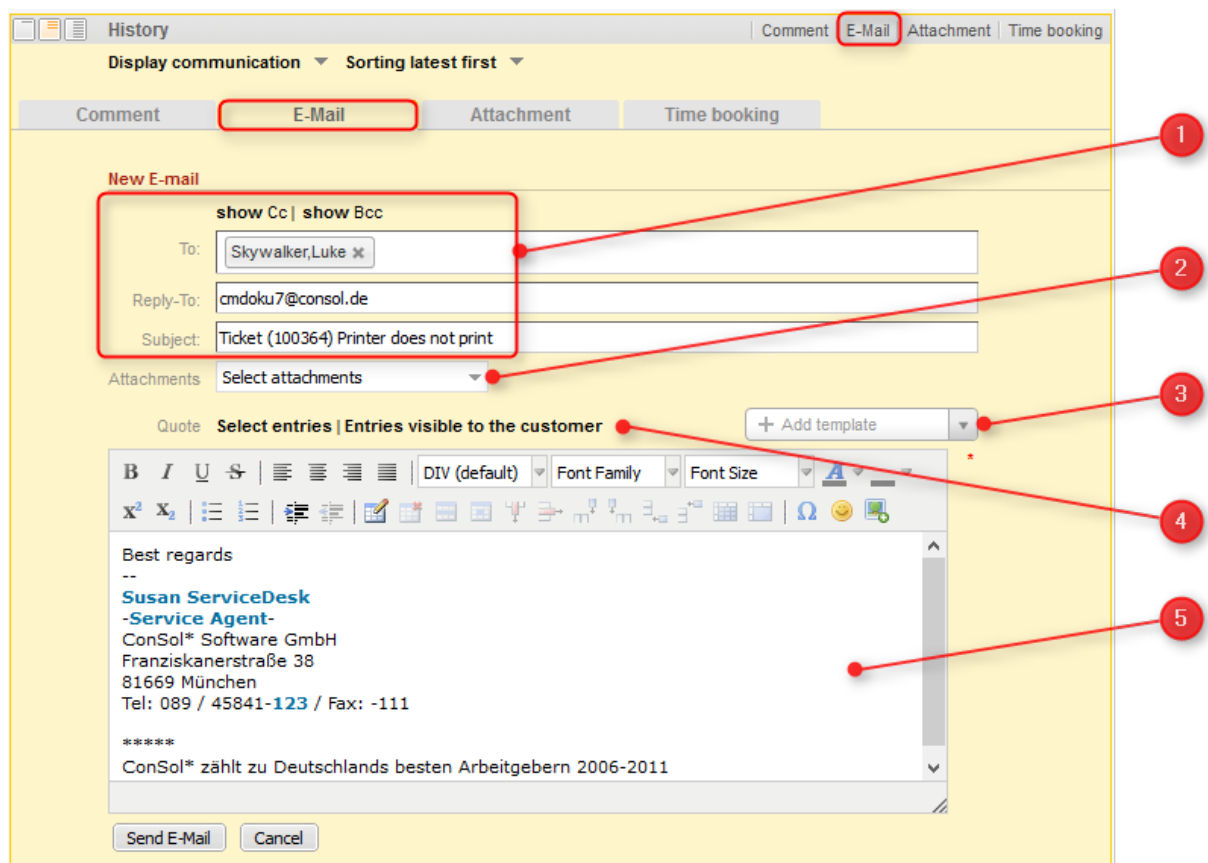 History Comment E-Mail Attachment Time booking
Display communication Sorting latest first
Comment E-Mail Attachment Time booking
1
New E-mail
show Cc | show Bcc
To: Skywalker,Luke
2
Reply-To: cmdoku7@consol.de
Subject: Ticket (100364) Printer does not print
Attachments Select attachments
3
Quote Select entries | Entries visible to the customer + Add template
*
B I U S DIV (default) Font Family Font Size A
x² x₂ Ω
4
Best regards
--
Susan ServiceDesk
-Service Agent-
5
ConSol* Software GmbH
Franziskanerstraße 38
81669 München
Tel: 089 / 45841-123 / Fax: -111
*****
ConSol* zählt zu Deutschlands besten Arbeitgebern 2006-2011
Send E-Mail Cancel